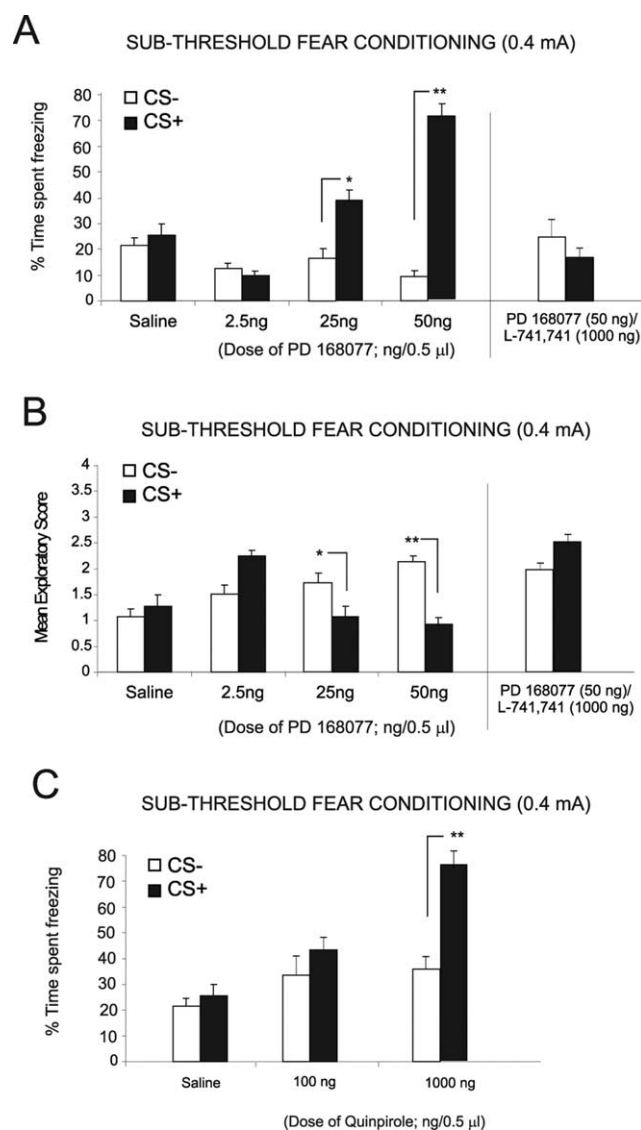 A
SUB-THRESHOLD FEAR CONDITIONING (0.4 mA)
% Time spent freezing
80
70
60
50
40
30
20
10
0
CS-
CS+
*
**
Saline
2.5ng
25ng
50ng
(Dose of PD 168077; ng/0.5 μl)
PD 168077 (50 ng)/
L-741,741 (1000 ng)
B
SUB-THRESHOLD FEAR CONDITIONING (0.4 mA)
Mean Exploratory Score
4
3.5
3
2.5
2
1.5
1
0.5
0
CS-
CS+
*
**
Saline
2.5ng
25ng
50ng
(Dose of PD 168077; ng/0.5 μl)
PD 168077 (50 ng)/
L-741,741 (1000 ng)
C
SUB-THRESHOLD FEAR CONDITIONING (0.4 mA)
% Time spent freezing
80
70
60
50
40
30
20
10
0
CS-
CS+
**
Saline
100 ng
1000 ng
(Dose of Quinpirole; ng/0.5 μl)